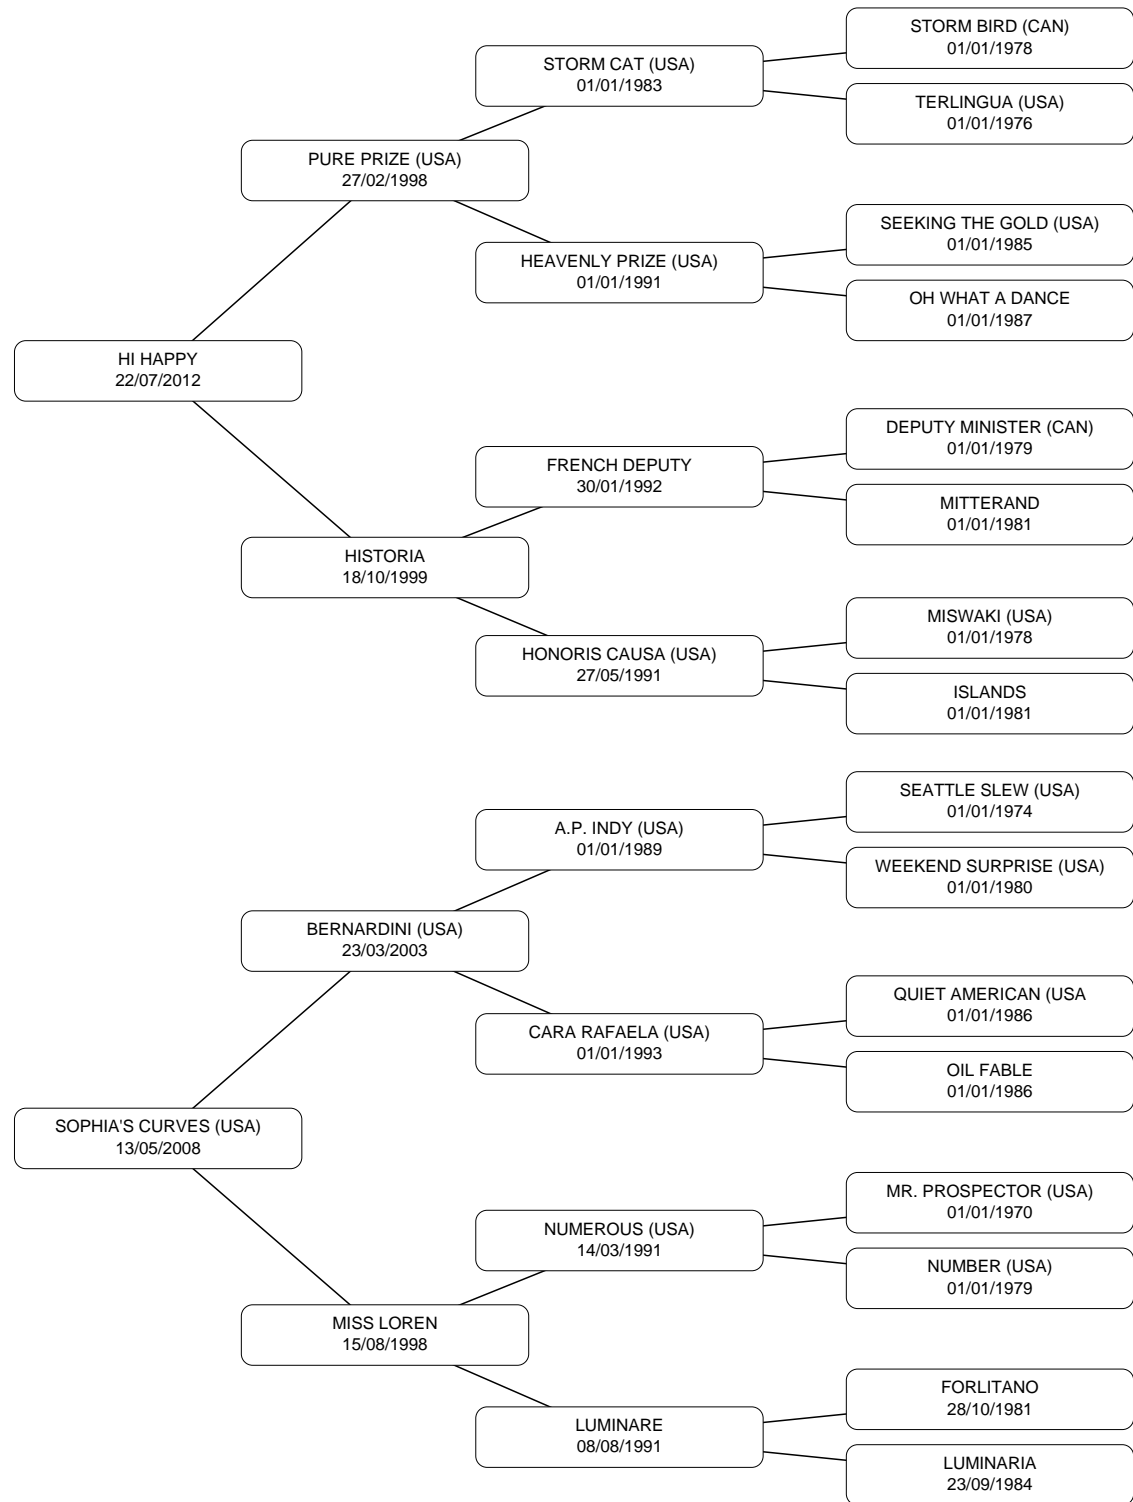 STORM BIRD (CAN)
01/01/1978
STORM CAT (USA)
01/01/1983
TERLINGUA (USA)
01/01/1976
PURE PRIZE (USA)
27/02/1998
SEEKING THE GOLD (USA)
01/01/1985
HEAVENLY PRIZE (USA)
01/01/1991
OH WHAT A DANCE
01/01/1987
HI HAPPY
22/07/2012
DEPUTY MINISTER (CAN)
01/01/1979
FRENCH DEPUTY
30/01/1992
MITTERAND
01/01/1981
HISTORIA
18/10/1999
MISWAKI (USA)
01/01/1978
HONORIS CAUSA (USA)
27/05/1991
ISLANDS
01/01/1981
SEATTLE SLEW (USA)
01/01/1974
A.P. INDY (USA)
01/01/1989
WEEKEND SURPRISE (USA)
01/01/1980
BERNARDINI (USA)
23/03/2003
QUIET AMERICAN (USA
01/01/1986
CARA RAFAELA (USA)
01/01/1993
OIL FABLE
01/01/1986
SOPHIA'S CURVES (USA)
13/05/2008
MR. PROSPECTOR (USA)
01/01/1970
NUMEROUS (USA)
14/03/1991
NUMBER (USA)
01/01/1979
MISS LOREN
15/08/1998
FORLITANO
28/10/1981
LUMINARE
08/08/1991
LUMINARIA
23/09/1984